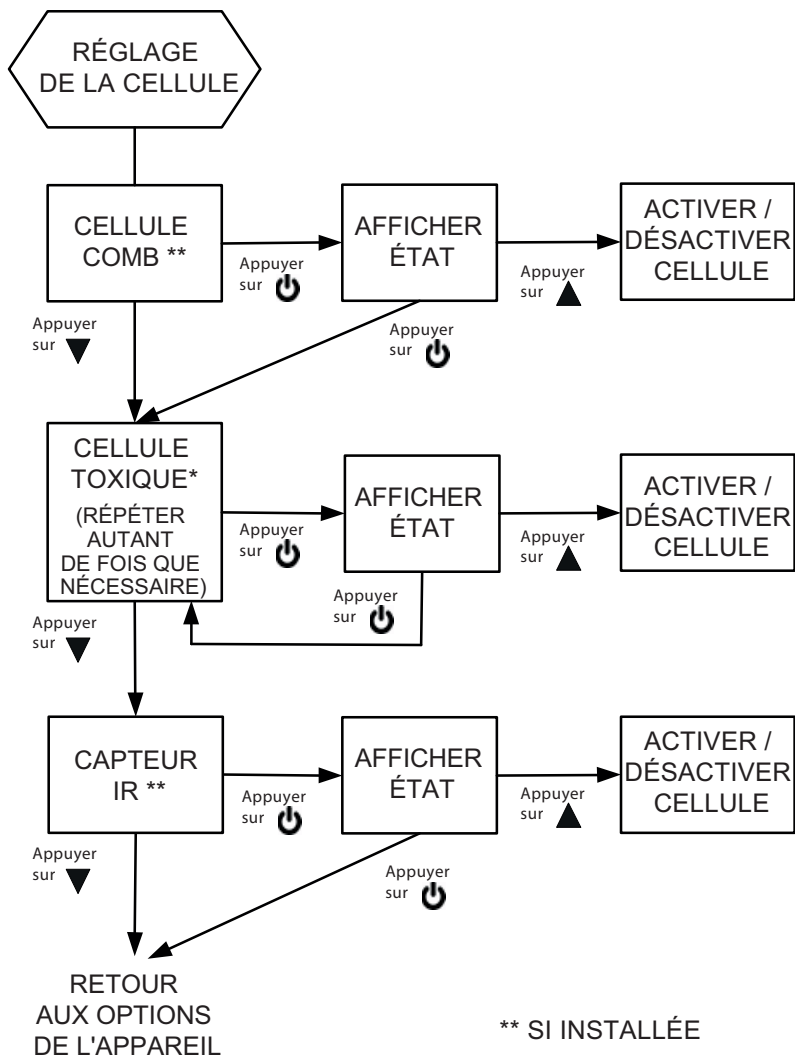 RÉGLAGE
DE LA CELLULE
CELLULE
COMB **
Appuyer
sur
AFFICHER
ÉTAT
Appuyer
sur
ACTIVER /
DÉSACTIVER
CELLULE
Appuyer
sur
Appuyer
sur
CELLULE
TOXIQUE*
(RÉPÉTER
AUTANT
DE FOIS QUE
NÉCESSAIRE)
Appuyer
sur
AFFICHER
ÉTAT
Appuyer
sur
ACTIVER /
DÉSACTIVER
CELLULE
Appuyer
sur
Appuyer
sur
CAPTEUR
IR **
Appuyer
sur
AFFICHER
ÉTAT
Appuyer
sur
ACTIVER /
DÉSACTIVER
CELLULE
Appuyer
sur
Appuyer
sur
RETOUR
AUX OPTIONS
DE L'APPAREIL
** SI INSTALLÉE